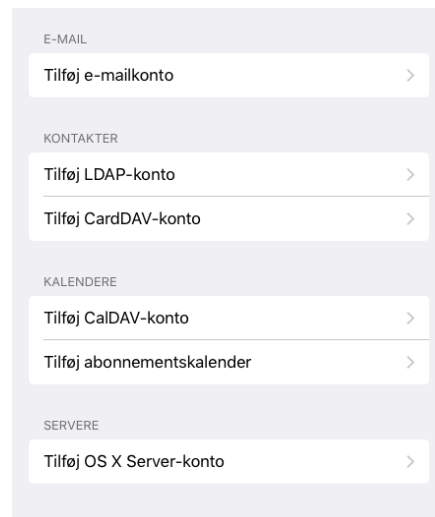 E-MAIL
Tilføj e-mailkonto
KONTAKTER
Tilføj LDAP-konto
Tilføj CardDAV-konto
KALENDERE
Tilføj CalDAV-konto
Tilføj abonnementskalender
SERVERE
Tilføj OS X Server-konto